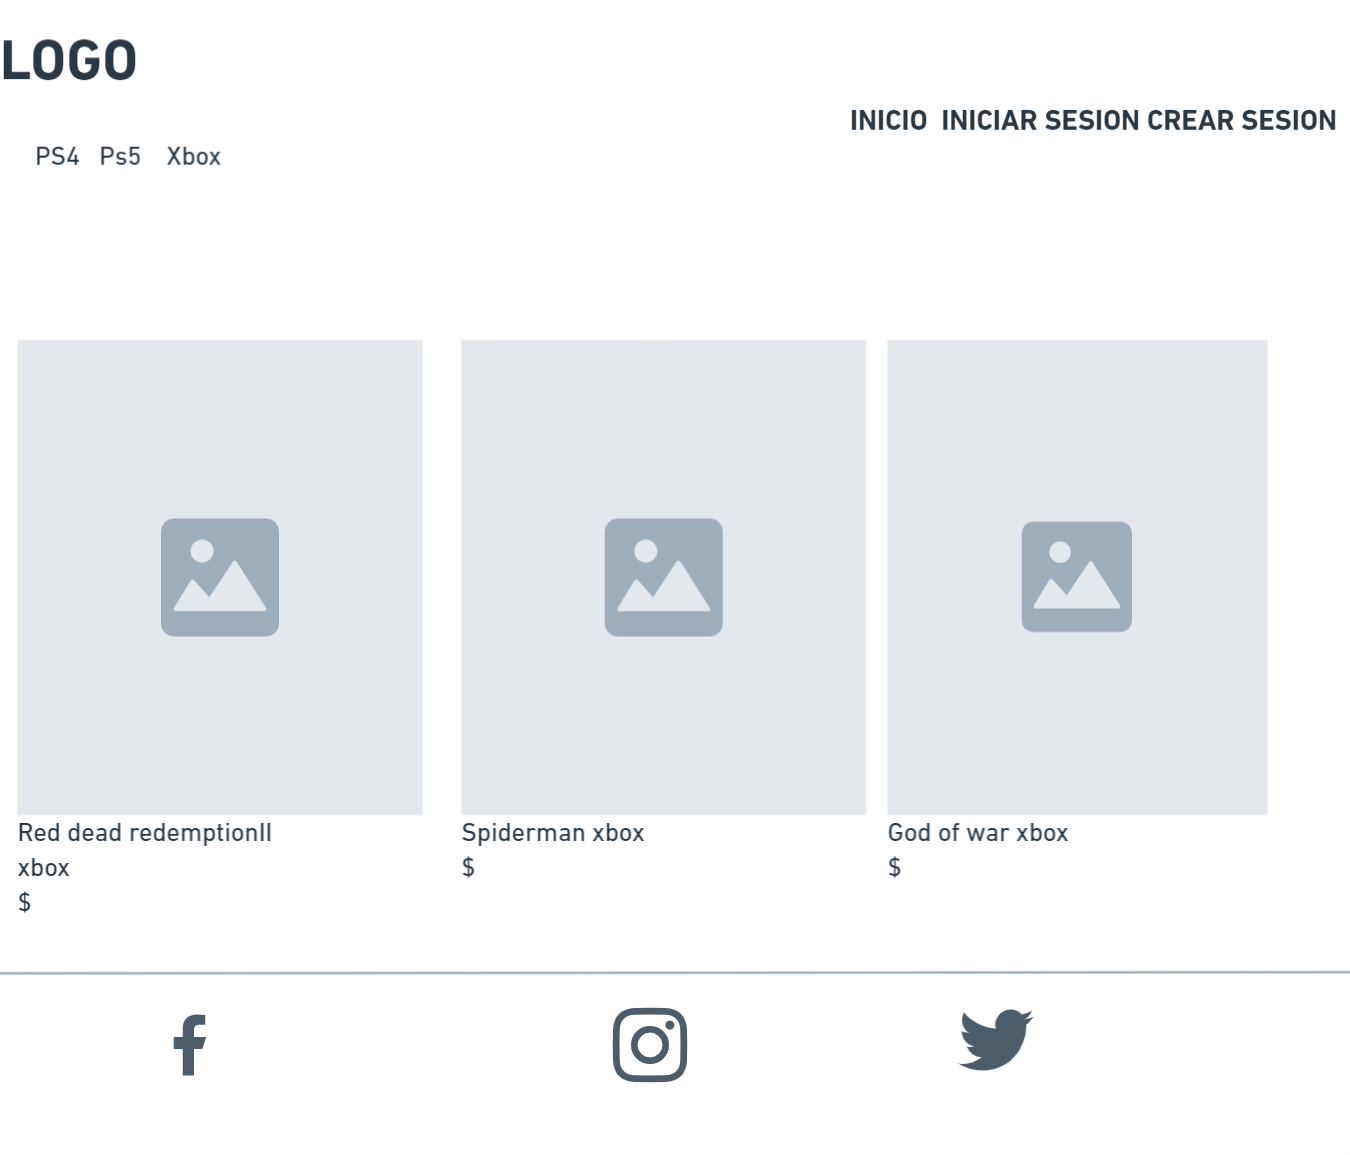 LOGO
INICIO INICIAR SESION CREAR SESION
PS4 Ps5 Xbox
Red dead redemptionII
xbox
$
Spiderman xbox
$
God of war xbox
$